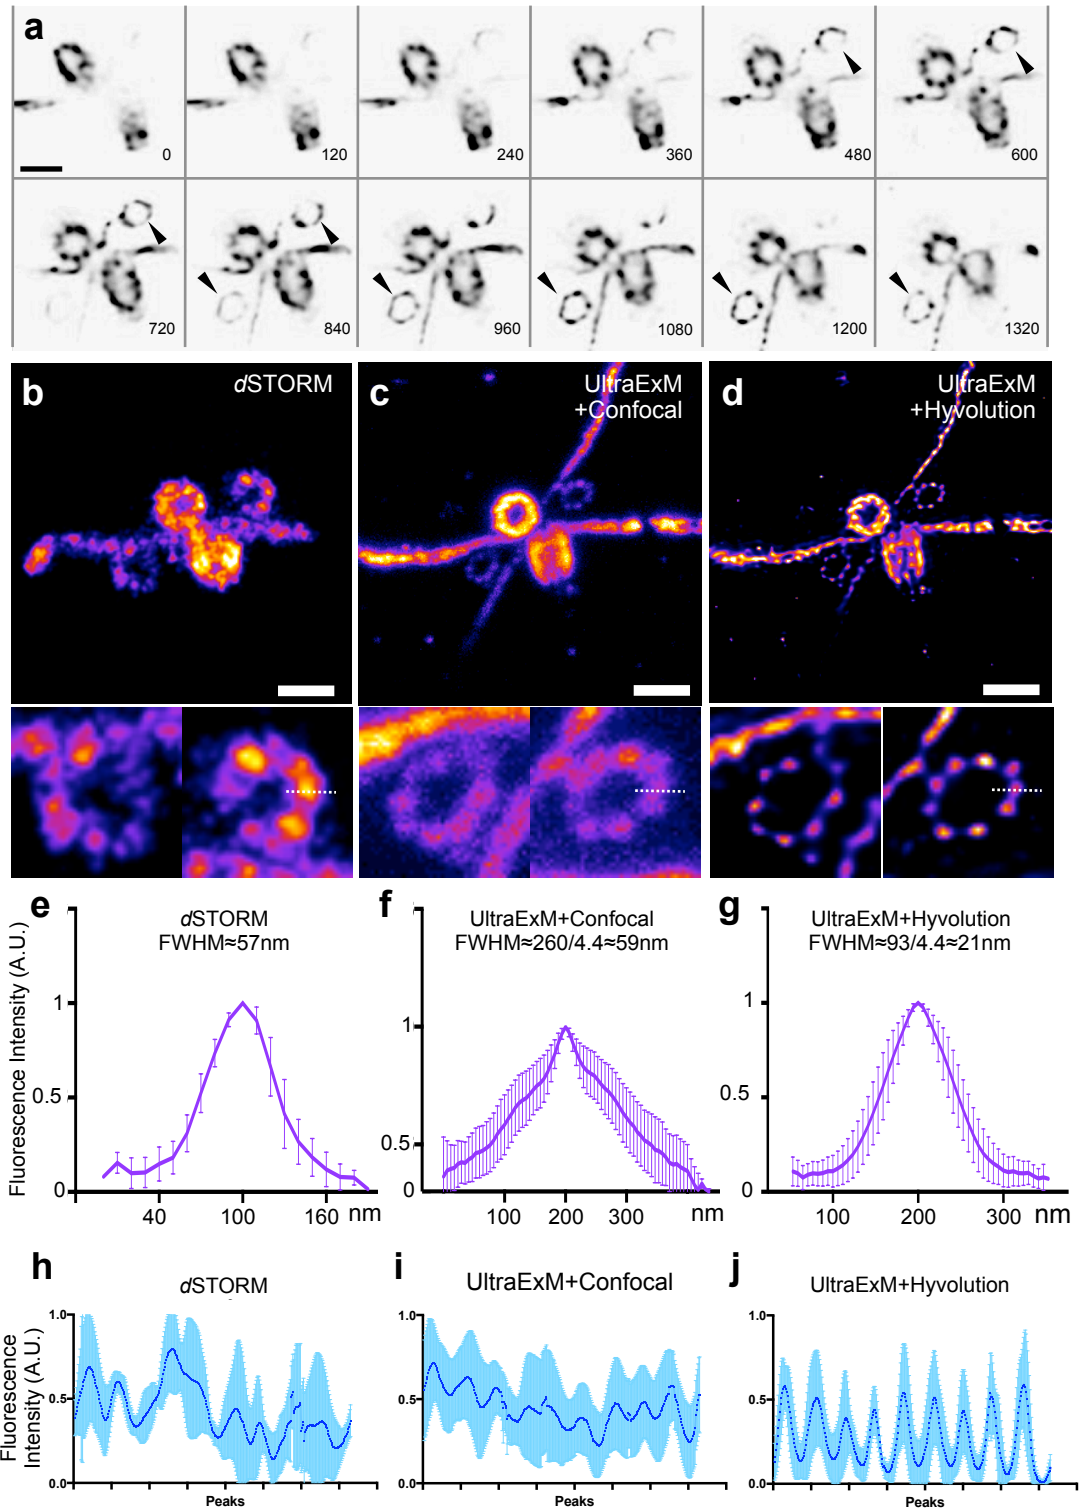 a
0
120
240
360
480
600
720
840
960
1080
1200
1320
b
dSTORM
c
UltraExM
+Confocal
d
UltraExM
+Hyvolution
e
dSTORM
FWHM≈57nm
Fluorescence Intensity (A.U.)
1
0.5
0
40
100
160
nm
f
UltraExM+Confocal
FWHM≈260/4.4≈59nm
1
0.5
0
100
200
300
g
UltraExM+Hyvolution
FWHM≈93/4.4≈21nm
1
0.5
0
100
200
300
nm
h
dSTORM
Fluorescence
Intensity (A.U.)
1.0
0.5
0.0
Peaks
i
UltraExM+Confocal
1.0
0.5
0.0
Peaks
j
UltraExM+Hyvolution
1.0
0.5
0.0
Peaks